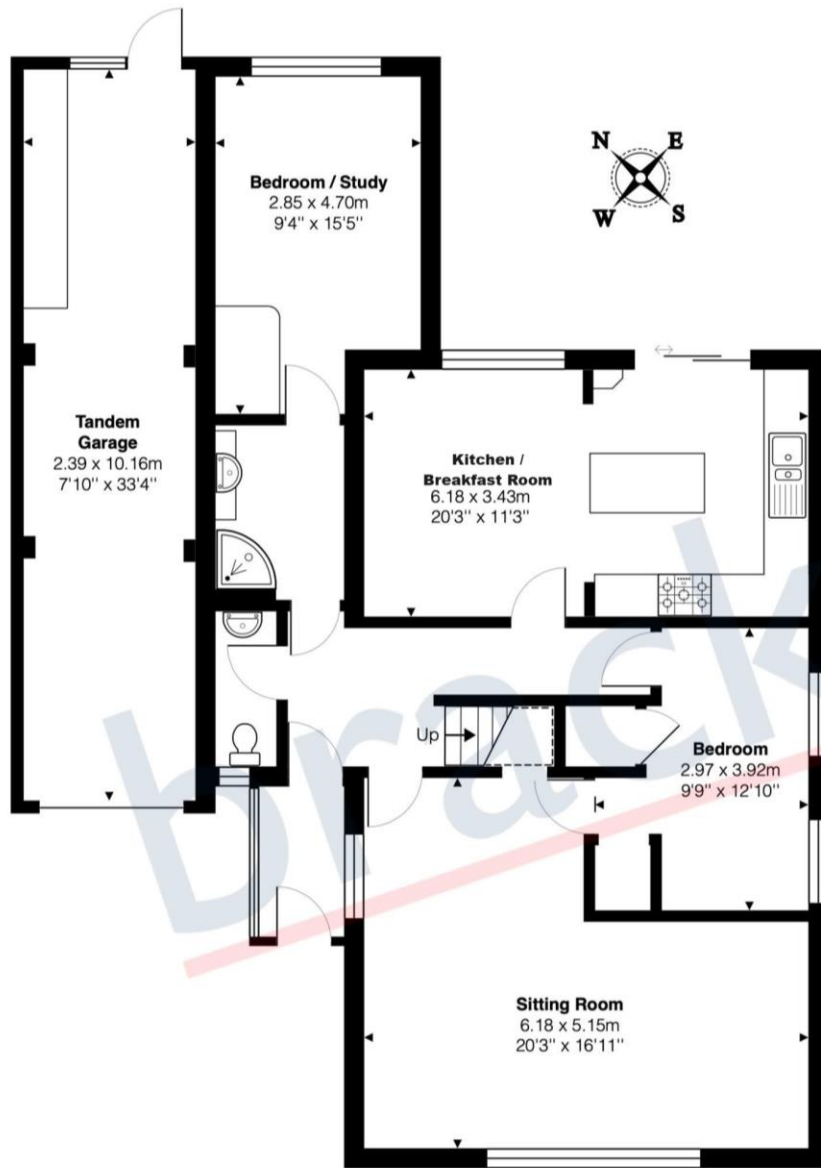 N
E
W
S
Bedroom / Study
2.85 x 4.70m
9'4" x 15'5"
Tandem
Garage
2.39 x 10.16m
7'10" x 33'4"
Kitchen /
Breakfast Room
6.18 x 3.43m
20'3" x 11'3"
Up
Bedroom
2.97 x 3.92m
9'9" x 12'10"
Sitting Room
6.18 x 5.15m
20'3" x 16'11"
brack